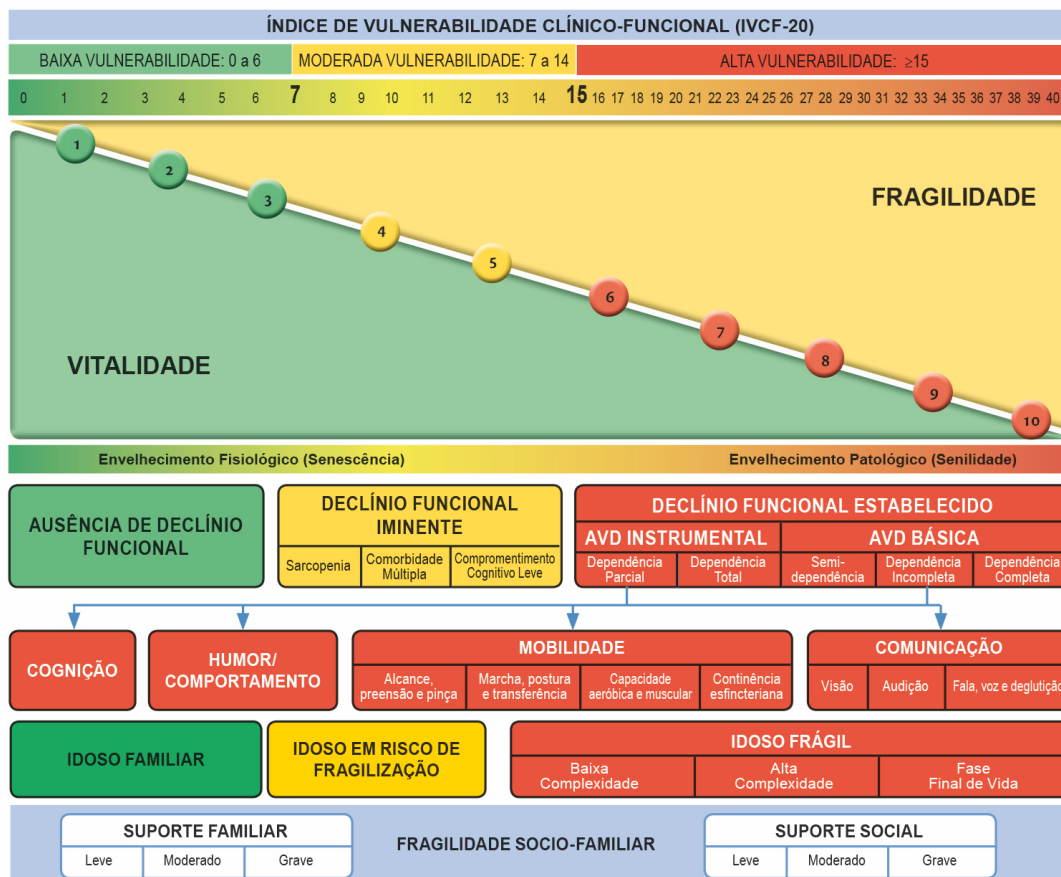 ÍNDICE DE VULNERABILIDADE CLÍNICO-FUNCIONAL (IVCF-20)
BAIXA VULNERABILIDADE: 0 a 6
MODERADA VULNERABILIDADE: 7 a 14
ALTA VULNERABILIDADE: ≥15
0 1 2 3 4 5 6 7 8 9 10 11 12 13 14 15 16 17 18 19 20 21 22 23 24 25 26 27 28 29 30 31 32 33 34 35 36 37 38 39 40
1
2
3
4
5
6
7
8
9
10
FRAGILIDADE
VITALIDADE
Envelhecimento Fisiológico (Senescência)
Envelhecimento Patológico (Senilidade)
AUSÊNCIA DE DECLÍNIO
FUNCIONAL
DECLÍNIO FUNCIONAL
IMINENTE
Sarcopenia
Comorbidade
Múltipla
Compromentimento
Cognitivo Leve
DECLÍNIO FUNCIONAL ESTABELECIDO
AVD INSTRUMENTAL
AVD BÁSICA
Dependência
Parcial
Dependência
Total
Semi-
dependência
Dependência
Incompleta
Dependência
Completa
COGNIÇÃO
HUMOR/
COMPORTAMENTO
MOBILIDADE
Alcance,
preensão e pinça
Marcha, postura
e transferência
Capacidade
aeróbica e muscular
Continência
esfincteriana
COMUNICAÇÃO
Visão
Audição
Fala, voz e deglutição
IDOSO FAMILIAR
IDOSO EM RISCO DE
FRAGILIZAÇÃO
IDOSO FRÁGIL
Baixa
Complexidade
Alta
Complexidade
Fase
Final de Vida
SUPORTE FAMILIAR
Leve
Moderado
Grave
FRAGILIDADE SOCIO-FAMILIAR
SUPORTE SOCIAL
Leve
Moderado
Grave